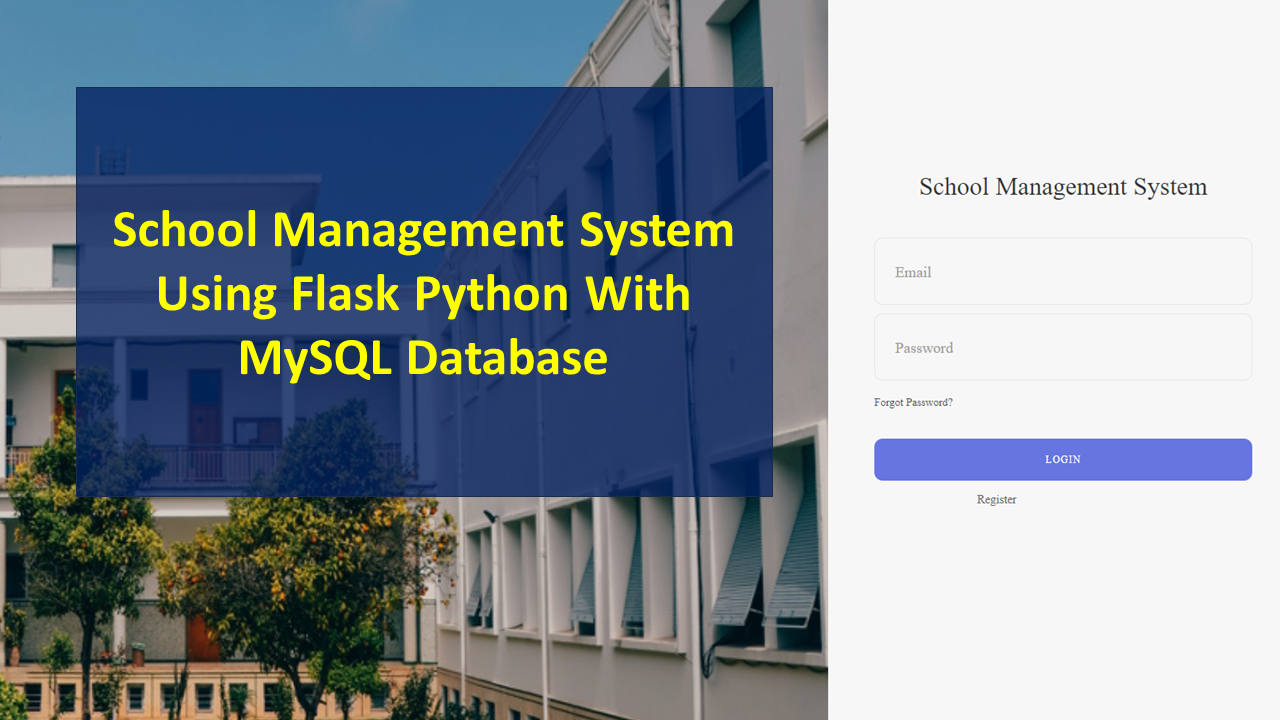 School Management System
Using Flask Python With
MySQL Database
School Management System
Email
Password
Forgot Password?
LOGIN
Register